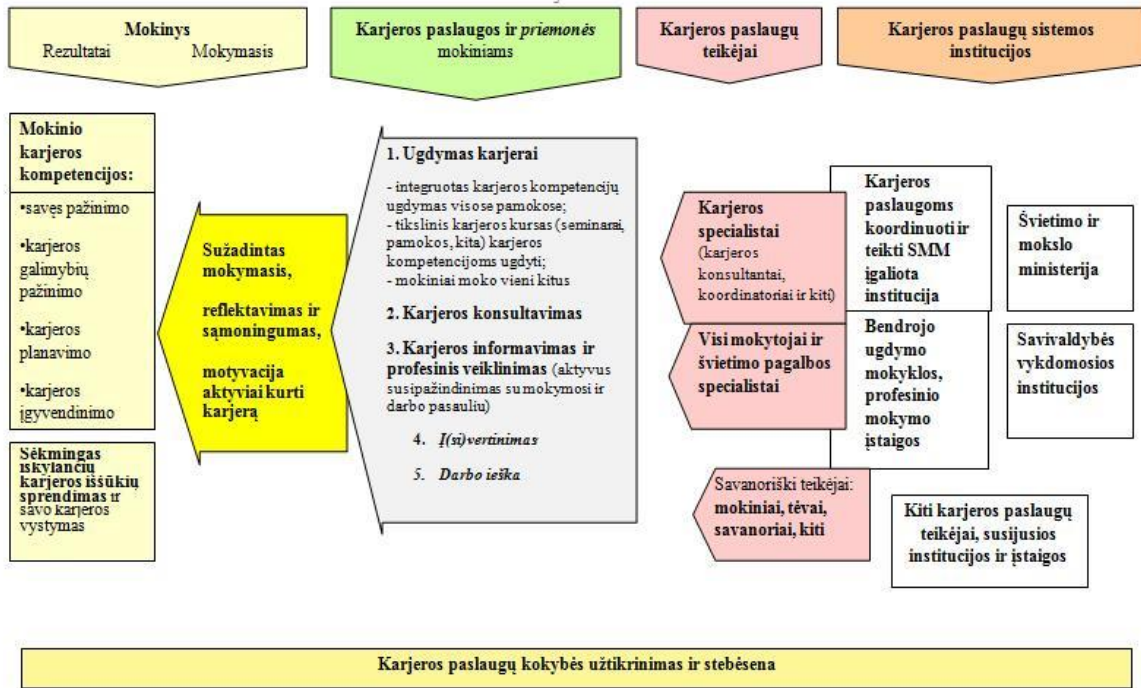 Mokinys
Rezultatai Mokymasis
Karjeros paslaugos ir priemonės
mokiniams
Karjeros paslaugų
teikėjai
Karjeros paslaugų sistemos
institucijos
Mokinio
karjeros
kompetencijos:
•savęs pažinimo
•karjeros
galimybių
pažinimo
•karjeros
planavimo
•karjeros
įgyvendinimo
Sėkmingas
iškylančių
karjeros iššūkių
sprendimas ir
savo karjeros
vystymas
Sužadintas
mokymasis,
reflektavimas ir
sąmoningumas,
motyvacija
aktyviai kurti
karjerą
1. Ugdymas karjerai
- integruotas karjeros kompetencijų
ugdymas visose pamokose;
- tikslinis karjeros kursas (seminarai,
pamokos, kita) karjeros
kompetencijoms ugdyti;
- mokiniai moko vieni kitus
2. Karjeros konsultavimas
3. Karjeros informavimas ir
profesinis veiklinimas (aktyvus
susipažindinimas su mokymosi ir
darbo pasauliu)
4. Į(si)vertinimas
5. Darbo ieška
Karjeros
specialistai
(karjeros
konsultantai,
koordinatoriai ir kiti)
Visi mokytojai ir
švietimo pagalbos
specialistai
Savanoriški teikėjai:
mokiniai, tėvai,
savanoriai, kiti
Karjeros
paslaugoms
koordinuoti ir
teikti SMM
įgaliota
institucija
Bendrojo
ugdymo
mokyklos,
profesinio
mokymo
įstaigos
Švietimo ir
mokslo
ministerija
Savivaldybės
vykdomosios
institucijos
Kiti karjeros paslaugų
teikėjai, susijusios
institucijos ir įstaigos
Karjeros paslaugų kokybės užtikrinimas ir stebėsena